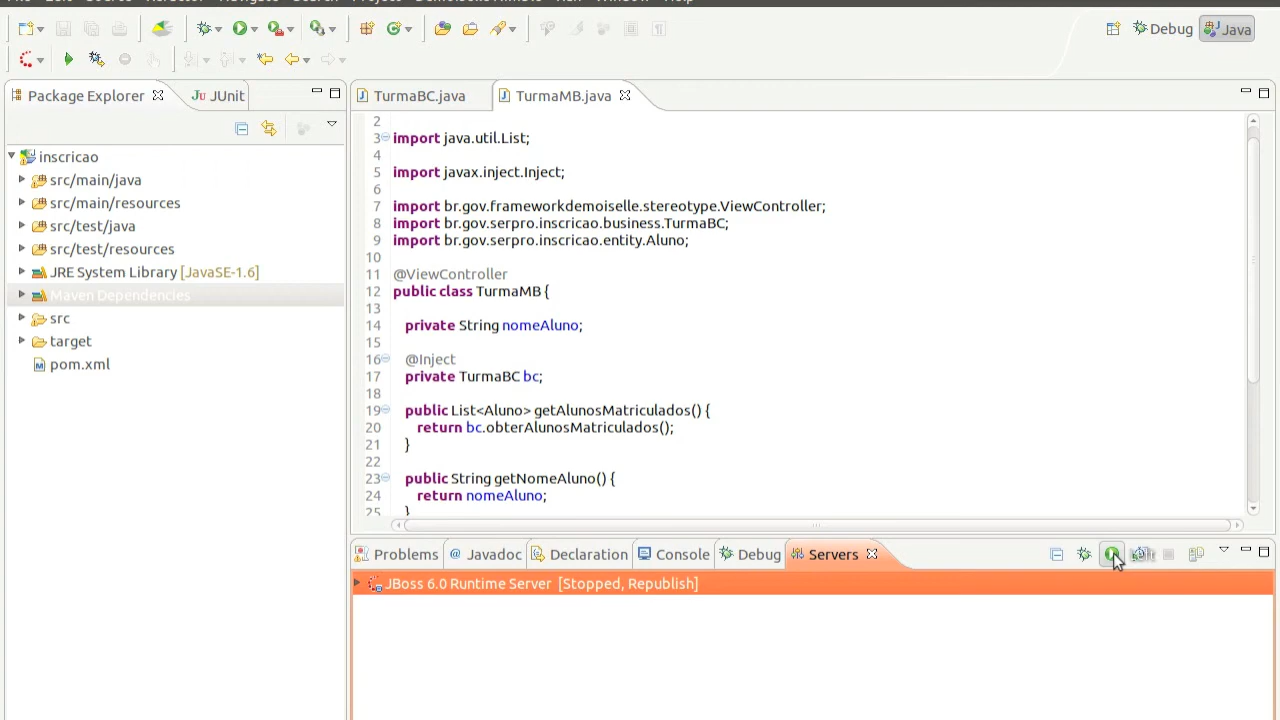 Debug
Java
Package Explorer
JUnit
inscricao
src/main/java
src/main/resources
src/test/java
src/test/resources
JRE System Library [JavaSE-1.6]
Maven Dependencies
src
target
pom.xml
TurmaBC.java
TurmaMB.java
2
3 import java.util.List;
4
5 import javax.inject.Inject;
6
7 import br.gov.frameworkdemoiselle.stereotype.ViewController;
8 import br.gov.serpro.inscricao.business.TurmaBC;
9 import br.gov.serpro.inscricao.entity.Aluno;
10
11 @ViewController
12 public class TurmaMB {
13
14 private String nomeAluno;
15
16 @Inject
17 private TurmaBC bc;
18
19 public List<Aluno> getAlunosMatriculados() {
20 return bc.obterAlunosMatriculados();
21 }
22
23 public String getNomeAluno() {
24 return nomeAluno;
25 }
Problems
Javadoc
Declaration
Console
Debug
Servers
JBoss 6.0 Runtime Server [Stopped, Republish]